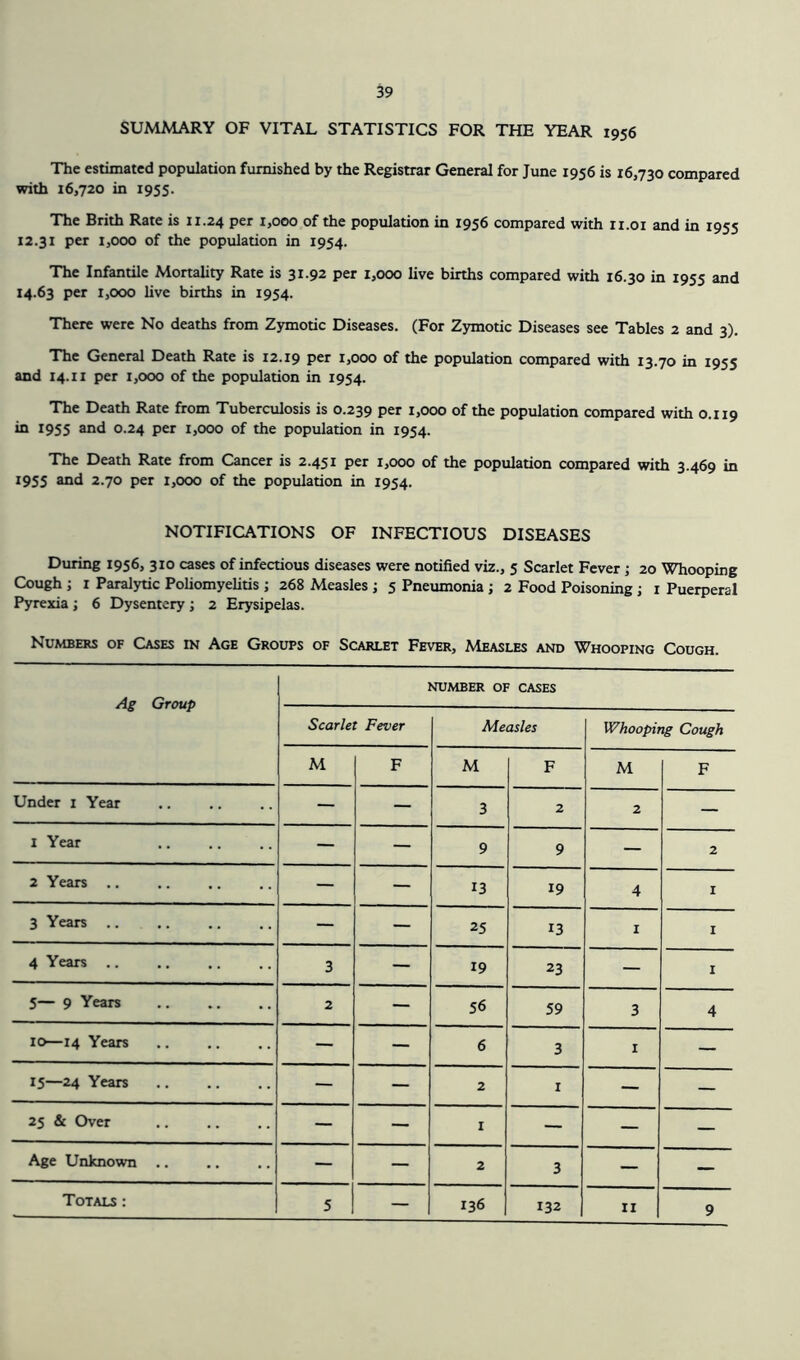 39
SUMMARY OF VITAL STATISTICS FOR THE YEAR 1956
The estimated population furnished by the Registrar General for June 1956 is 16,730 compared
with 16,720 in 1955.
The Brith Rate is 11.24 per 1,000 of the population in 1956 compared with 11.01 and in 1955
12.31 per 1,000 of the population in 1954.
The Infantile Mortality Rate is 31.92 per 1,000 live births compared with 16.30 in 1955 and
14.63 per 1,000 live births in 1954.
There were No deaths from Zymotic Diseases. (For Zymotic Diseases see Tables 2 and 3).
The General Death Rate is 12.19 per 1,000 of the population compared with 13.70 in 1955
and 14.11 per 1,000 of the population in 1954.
The Death Rate from Tuberculosis is 0.239 per 1,000 of the population compared with 0.119
in 1955 and 0.24 per 1,000 of the population in 1954.
The Death Rate from Cancer is 2.451 per 1,000 of the population compared with 3.469 in
1955 and 2.70 per 1,000 of the population in 1954.
NOTIFICATIONS OF INFECTIOUS DISEASES
During 1956, 310 cases of infectious diseases were notified viz., 5 Scarlet Fever ; 20 Whooping
Cough ; 1 Paralytic Poliomyelitis ; 268 Measles ; 5 Pneumonia ; 2 Food Poisoning ; 1 Puerperal
Pyrexia ; 6 Dysentery ; 2 Erysipelas.
NUMBERS OF CASES IN AGE GROUPS OF SCARLET FEVER, MEASLES AND WHOOPING COUGH.
Ag Group NUMBER OF CASES
Scarlet Fever Measles Whooping Cough
M F M F M F
Under 1 Year .. .. .. — — 3 2 2 —
1 Year .. .. .. — — 9 9 — 2
2 Years .. .. .. .. — — 13 19 4 1
3 Years .. .. .. .. — — 25 13 1 1
4 Years .. .. .. .. 3 — 19 23 — 1
5— 9 Years .. .. .. 2 — 56 59 3 4
10—14 Years .. .. .. — — 6 3 1 —
15—24 Years .. .. .. — — 2 1 — —
25 & Over .. .. .. — — 1 — — —
Age Unknown .. .. .. — — 2 3 — —
TOTALS : 5 — 136 132 11 9